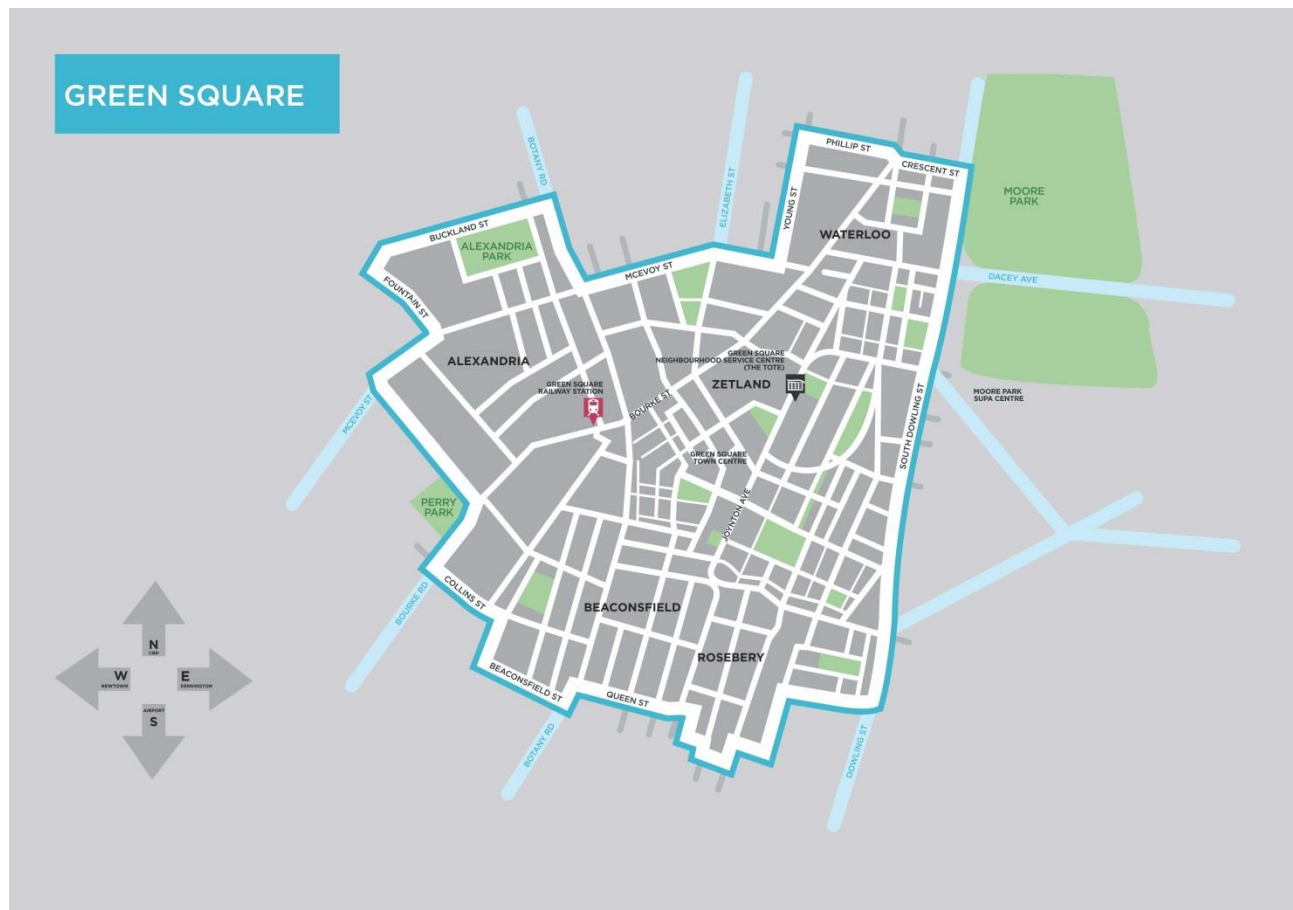 GREEN SQUARE
BOTANY RD
ELIZABETH ST
PHILLIP ST
CRESCENT ST
YOUNG ST
MOORE
PARK
BUCKLAND ST
ALEXANDRIA
PARK
WATERLOO
FOUNTAIN ST
MCEVOY ST
DACEY AVE
ALEXANDRIA
GREEN SQUARE
NEIGHBOURHOOD SERVICE CENTRE
(THE TOTE)
ZETLAND
GREEN SQUARE
RAILWAY STATION
BOURKE ST
MOORE PARK
SUPA CENTRE
MCEVOY ST
SOUTH DOWLING ST
GREEN SQUARE
TOWN CENTRE
PERRY
PARK
JOYNTON AVE
COLLINS ST
BOURKE RD
BEACONSFIELD
ROSEBERY
BEACONSFIELD ST
QUEEN ST
BOTANY RD
DOWLING ST
N
CBD
W
NEWTOWN
E
KENSINGTON
AIRPORT
S